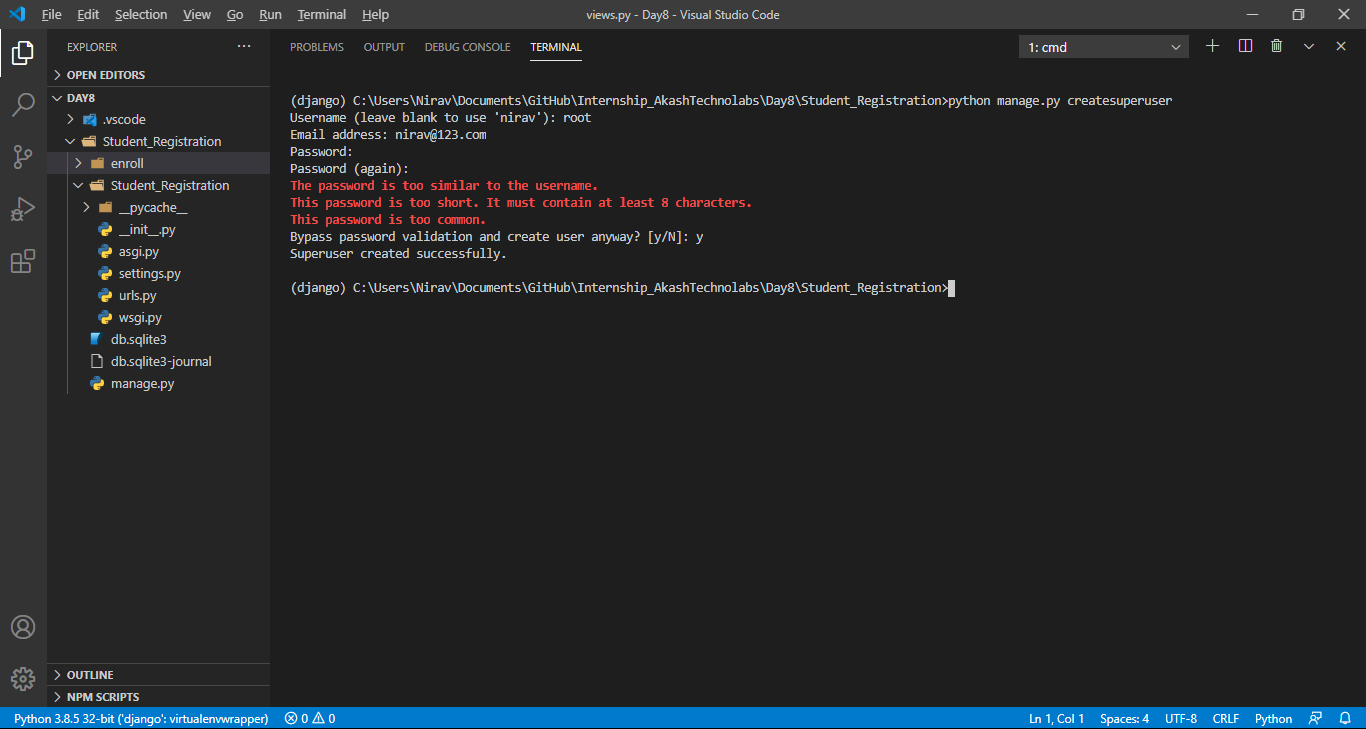 File Edit Selection View Go Run Terminal Help views.py - Day8 - Visual Studio Code
EXPLORER ...
OPEN EDITORS
DAY8
.vscode
Student_Registration
enroll
Student_Registration
__pycache__
__init__.py
asgi.py
settings.py
urls.py
wsgi.py
db.sqlite3
db.sqlite3-journal
manage.py
OUTLINE
NPM SCRIPTS
PROBLEMS OUTPUT DEBUG CONSOLE TERMINAL 1: cmd
(django) C:\Users\Nirav\Documents\GitHub\Internship_AkashTechnolabs\Day8\Student_Registration>python manage.py createsuperuser
Username (leave blank to use 'nirav'): root
Email address: nirav@123.com
Password:
Password (again):
The password is too similar to the username.
This password is too short. It must contain at least 8 characters.
This password is too common.
Bypass password validation and create user anyway? [y/N]: y
Superuser created successfully.
(django) C:\Users\Nirav\Documents\GitHub\Internship_AkashTechnolabs\Day8\Student_Registration>
Python 3.8.5 32-bit ('django': virtualenvwrapper) 0 0 Ln 1, Col 1 Spaces: 4 UTF-8 CRLF Python